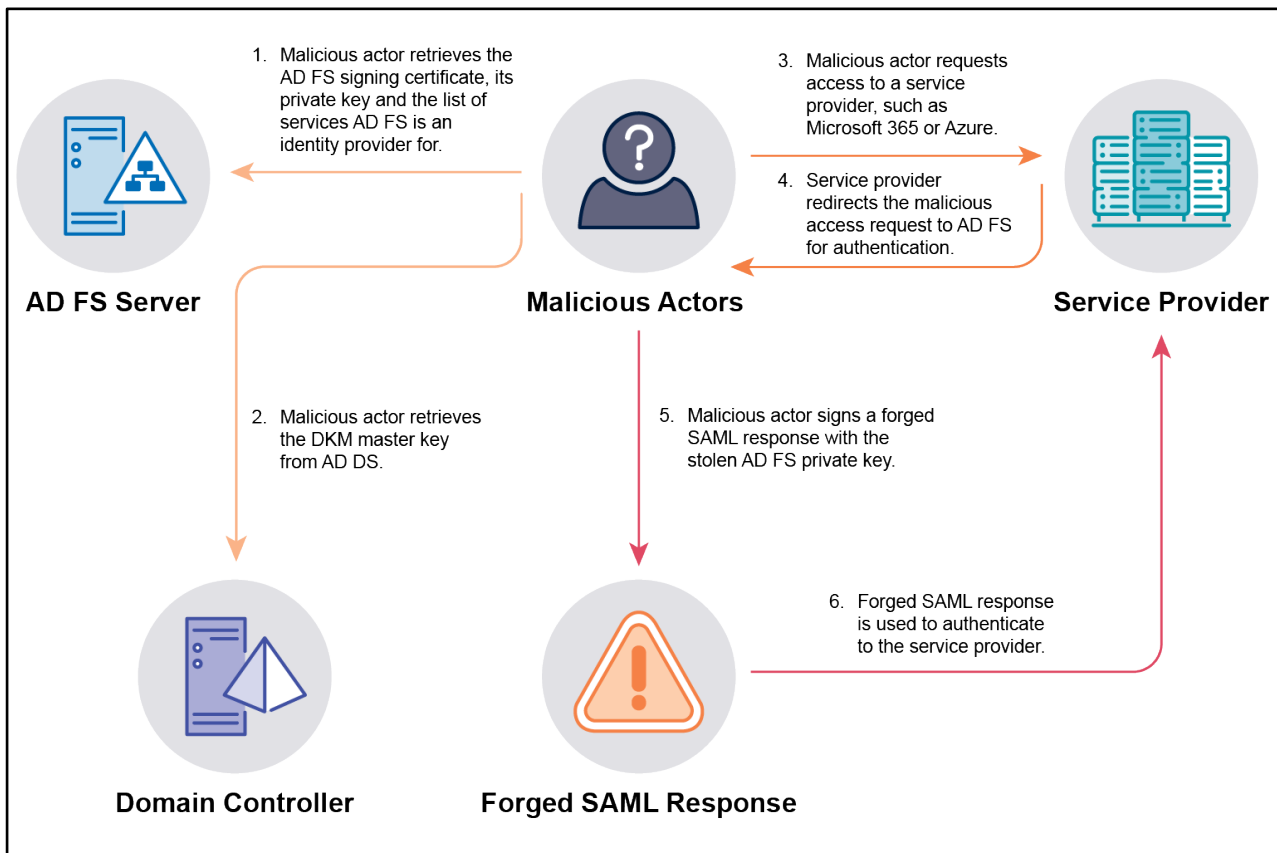 1. Malicious actor retrieves the
AD FS signing certificate, its
private key and the list of
services AD FS is an
identity provider for.
3. Malicious actor requests
access to a service
provider, such as
Microsoft 365 or Azure.
4. Service provider
redirects the malicious
access request to AD FS
for authentication.
AD FS Server
Malicious Actors
Service Provider
2. Malicious actor retrieves
the DKM master key
from AD DS.
5. Malicious actor signs a forged
SAML response with the
stolen AD FS private key.
6. Forged SAML response
is used to authenticate
to the service provider.
Domain Controller
Forged SAML Response